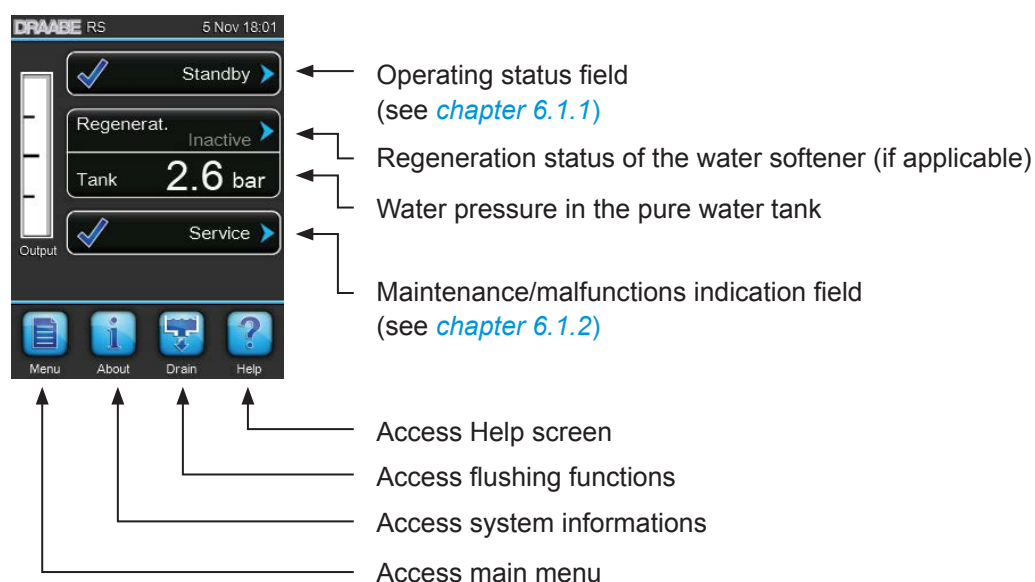 DRAABE RS 5 Nov 18:01
Standby
Operating status field
(see chapter 6.1.1)
Regenerat.
Inactive
Regeneration status of the water softener (if applicable)
Tank 2.6 bar
Water pressure in the pure water tank
Service
Output
Maintenance/malfunctions indication field
(see chapter 6.1.2)
Menu About Drain Help
Access Help screen
Access flushing functions
Access system informations
Access main menu